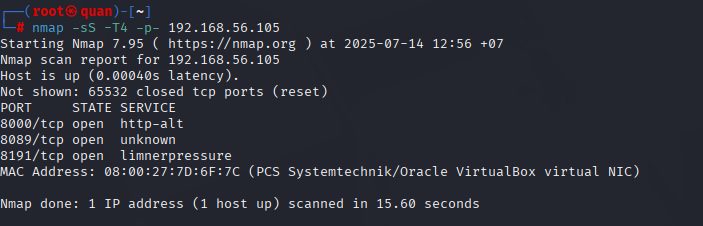 ┌──(root㉿quan)-[~]
└─# nmap -sS -T4 -p- 192.168.56.105
Starting Nmap 7.95 ( https://nmap.org ) at 2025-07-14 12:56 +07
Nmap scan report for 192.168.56.105
Host is up (0.00040s latency).
Not shown: 65532 closed tcp ports (reset)
PORT     STATE SERVICE
8000/tcp open  http-alt
8089/tcp open  unknown
8191/tcp open  limnerpressure
MAC Address: 08:00:27:7D:6F:7C (PCS Systemtechnik/Oracle VirtualBox virtual NIC)
Nmap done: 1 IP address (1 host up) scanned in 15.60 seconds